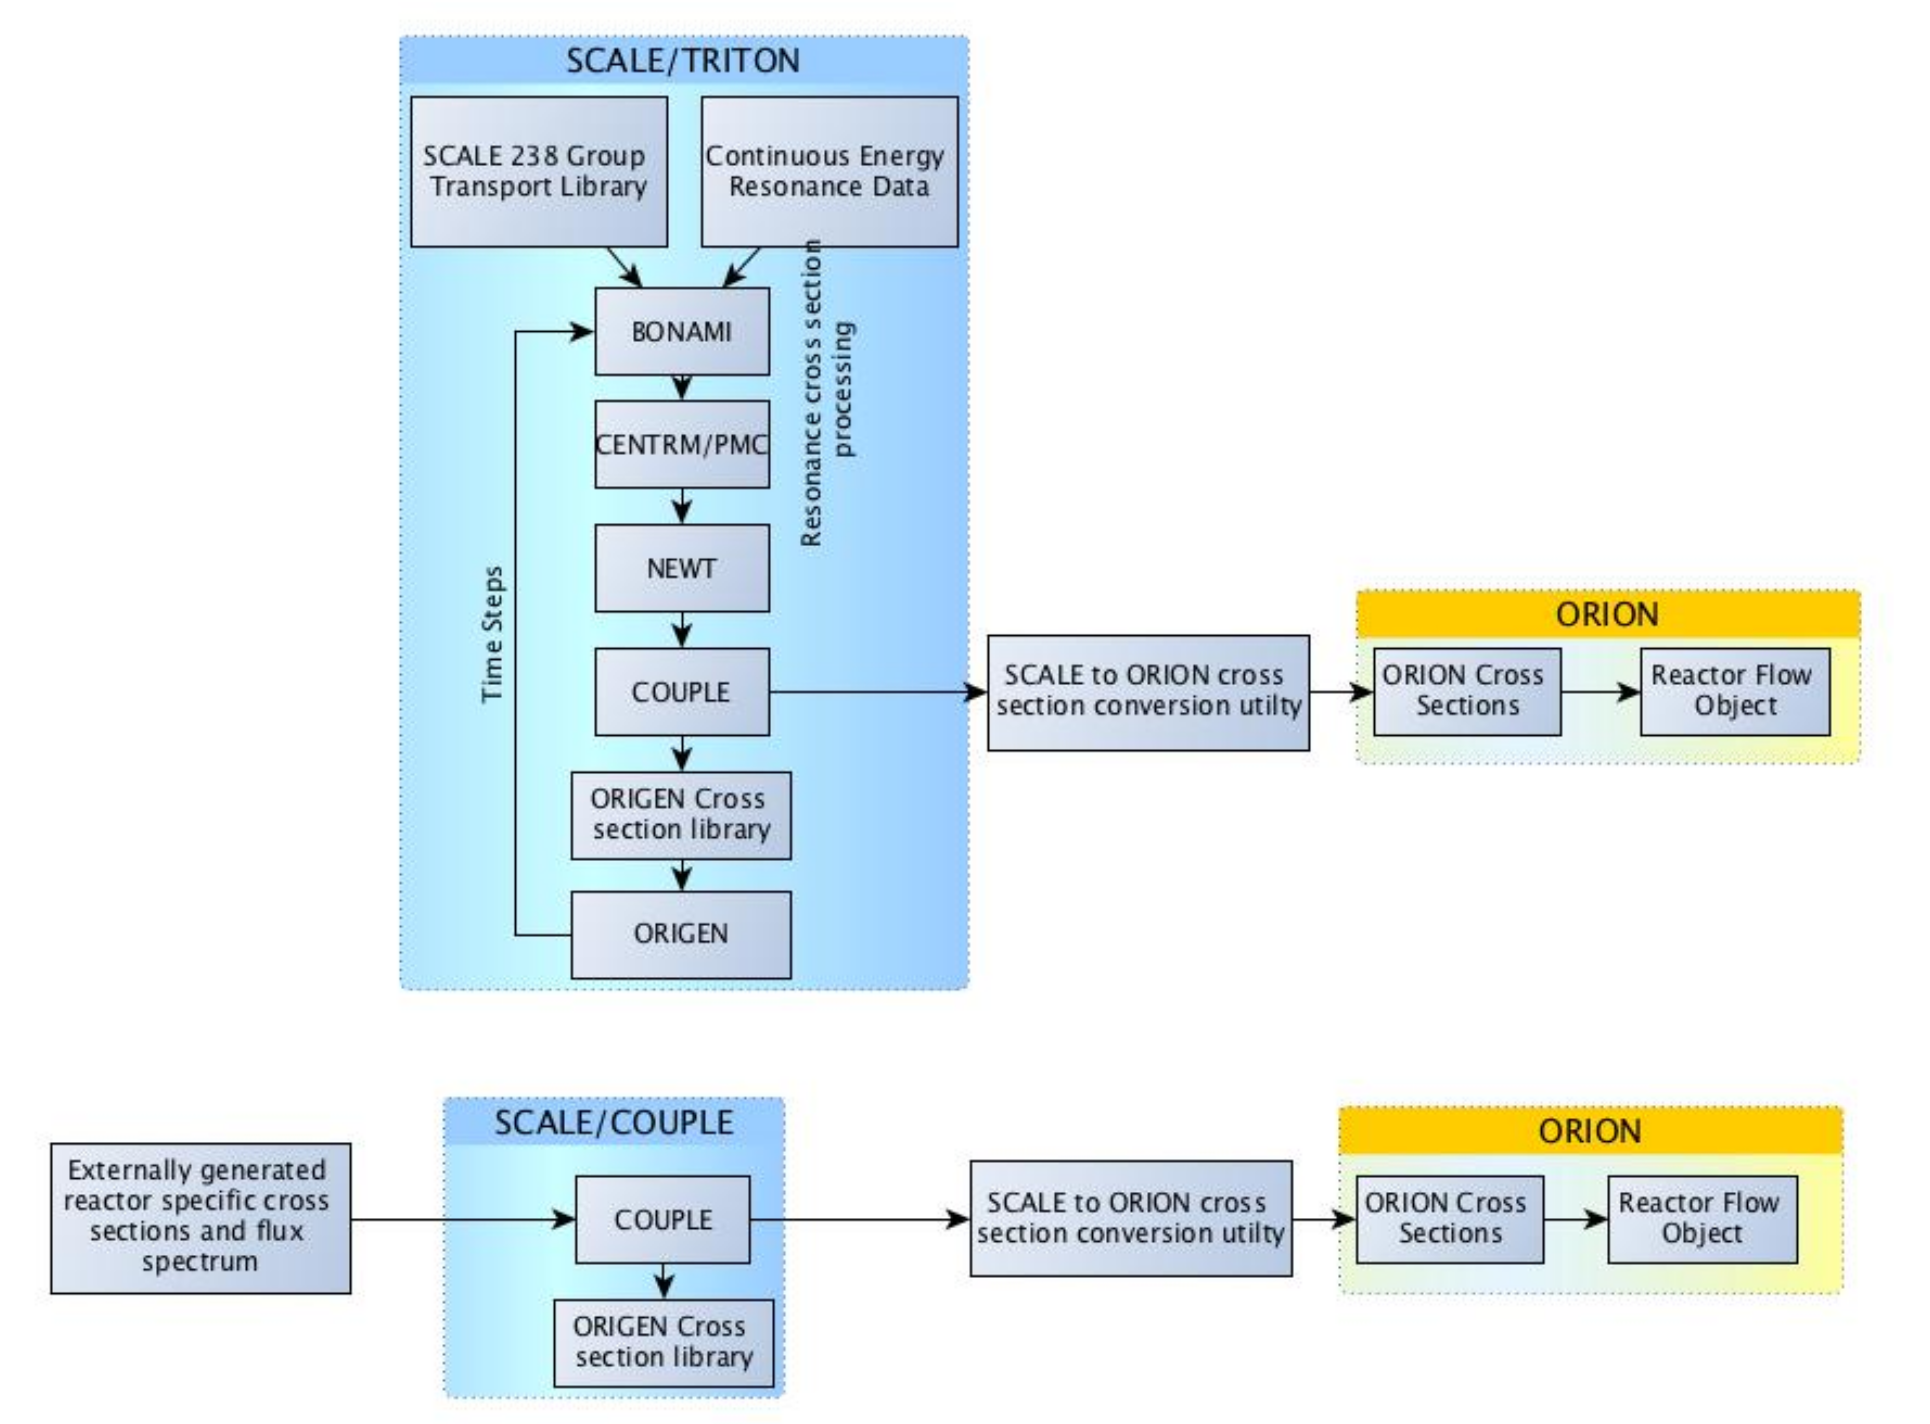 SCALE/TRITON
SCALE 238 Group
Transport Library
Continuous Energy
Resonance Data
Resonance cross section
processing
BONAMI
CENTRM/PMC
NEWT
Time Steps
COUPLE
ORIGEN Cross
section library
ORIGEN
SCALE to ORION cross
section conversion utilty
ORION
ORION Cross
Sections
Reactor Flow
Object
Externally generated
reactor specific cross
sections and flux
spectrum
SCALE/COUPLE
COUPLE
ORIGEN Cross
section library
SCALE to ORION cross
section conversion utilty
ORION
ORION Cross
Sections
Reactor Flow
Object